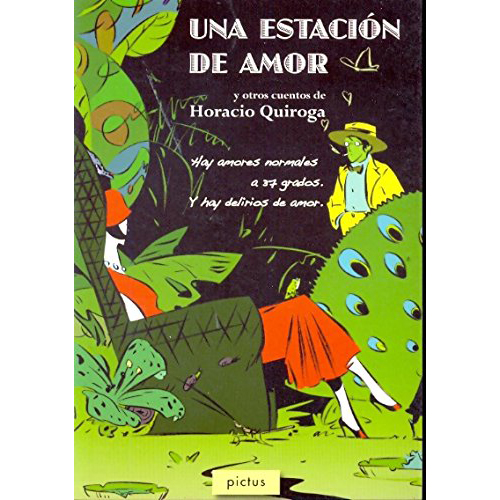 UNA ESTACIÓN
DE AMOR
y otros cuentos de
Horacio Quiroga
Hay amores normales
a 37 grados.
Y hay delirios de amor.
pictus